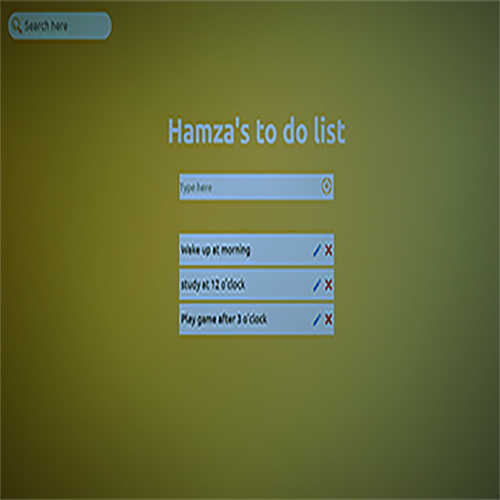 Search here
Hamza's to do list
Type here
Wake up at morning
study at 12 o'clock
Play game after 3 o'clock